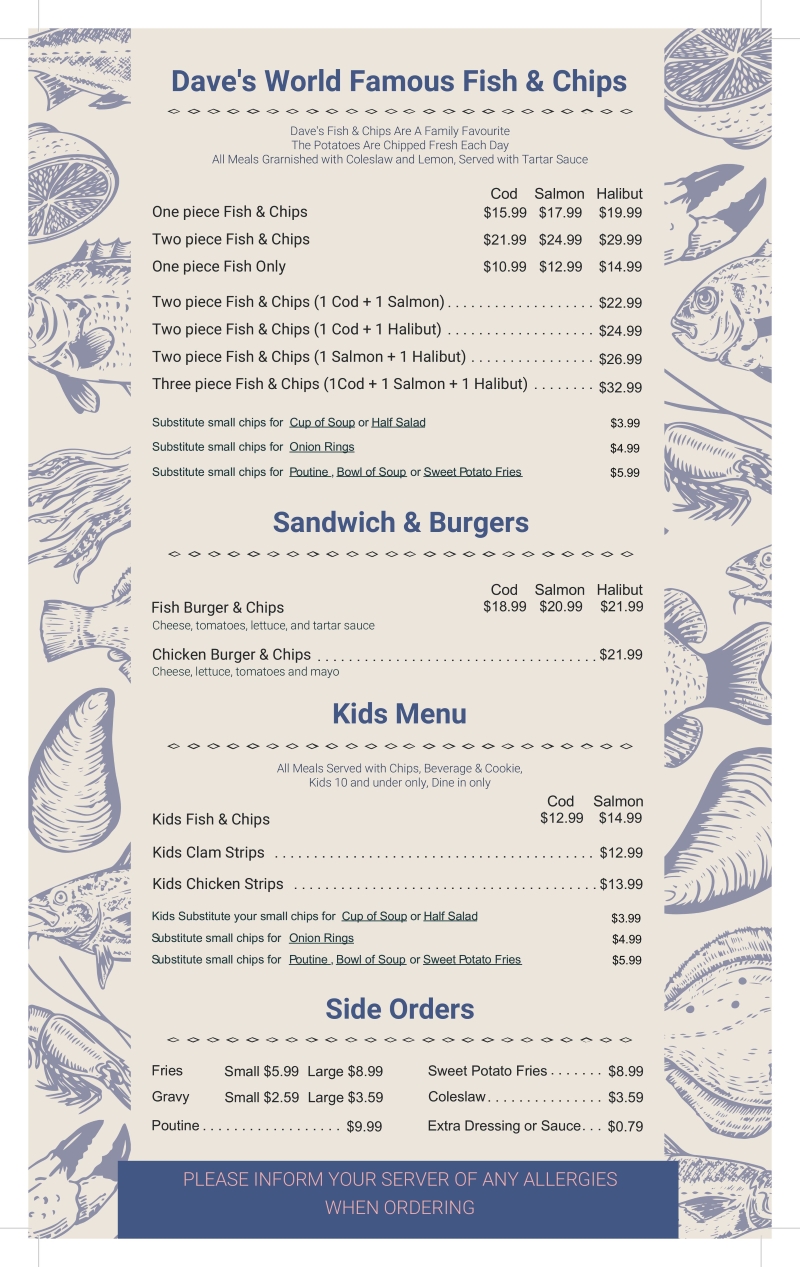 Dave's World Famous Fish & Chips
Dave's Fish & Chips Are A Family Favourite
The Potatoes Are Chipped Fresh Each Day
All Meals Grarnished with Coleslaw and Lemon, Served with Tartar Sauce
Cod Salmon Halibut
One piece Fish & Chips $15.99 $17.99 $19.99
Two piece Fish & Chips $21.99 $24.99 $29.99
One piece Fish Only $10.99 $12.99 $14.99
Two piece Fish & Chips (1 Cod + 1 Salmon) . . . . . . . . . . . . . . . . . . . . . . . $22.99
Two piece Fish & Chips (1 Cod + 1 Halibut) . . . . . . . . . . . . . . . . . . . . . . . $24.99
Two piece Fish & Chips (1 Salmon + 1 Halibut) . . . . . . . . . . . . . . . . . . . $26.99
Three piece Fish & Chips (1Cod + 1 Salmon + 1 Halibut) . . . . . . . . . $32.99
Substitute small chips for Cup of Soup or Half Salad $3.99
Substitute small chips for Onion Rings $4.99
Substitute small chips for Poutine , Bowl of Soup or Sweet Potato Fries $5.99
Sandwich & Burgers
Cod Salmon Halibut
Fish Burger & Chips $18.99 $20.99 $21.99
Cheese, tomatoes, lettuce, and tartar sauce
Chicken Burger & Chips . . . . . . . . . . . . . . . . . . . . . . . . . . . . . . . . . . . . . . . . . . . $21.99
Cheese, lettuce, tomatoes and mayo
Kids Menu
All Meals Served with Chips, Beverage & Cookie,
Kids 10 and under only, Dine in only
Cod Salmon
Kids Fish & Chips $12.99 $14.99
Kids Clam Strips . . . . . . . . . . . . . . . . . . . . . . . . . . . . . . . . . . . . . . . . . . . . . . . . . $12.99
Kids Chicken Strips . . . . . . . . . . . . . . . . . . . . . . . . . . . . . . . . . . . . . . . . . . . . . . $13.99
Kids Substitute your small chips for Cup of Soup or Half Salad $3.99
Substitute small chips for Onion Rings $4.99
Substitute small chips for Poutine , Bowl of Soup or Sweet Potato Fries $5.99
Side Orders
Fries Small $5.99 Large $8.99 Sweet Potato Fries . . . . . . . $8.99
Gravy Small $2.59 Large $3.59 Coleslaw. . . . . . . . . . . . . . . $3.59
Poutine . . . . . . . . . . . . . . . . . . $9.99 Extra Dressing or Sauce. . . $0.79
PLEASE INFORM YOUR SERVER OF ANY ALLERGIES
WHEN ORDERING